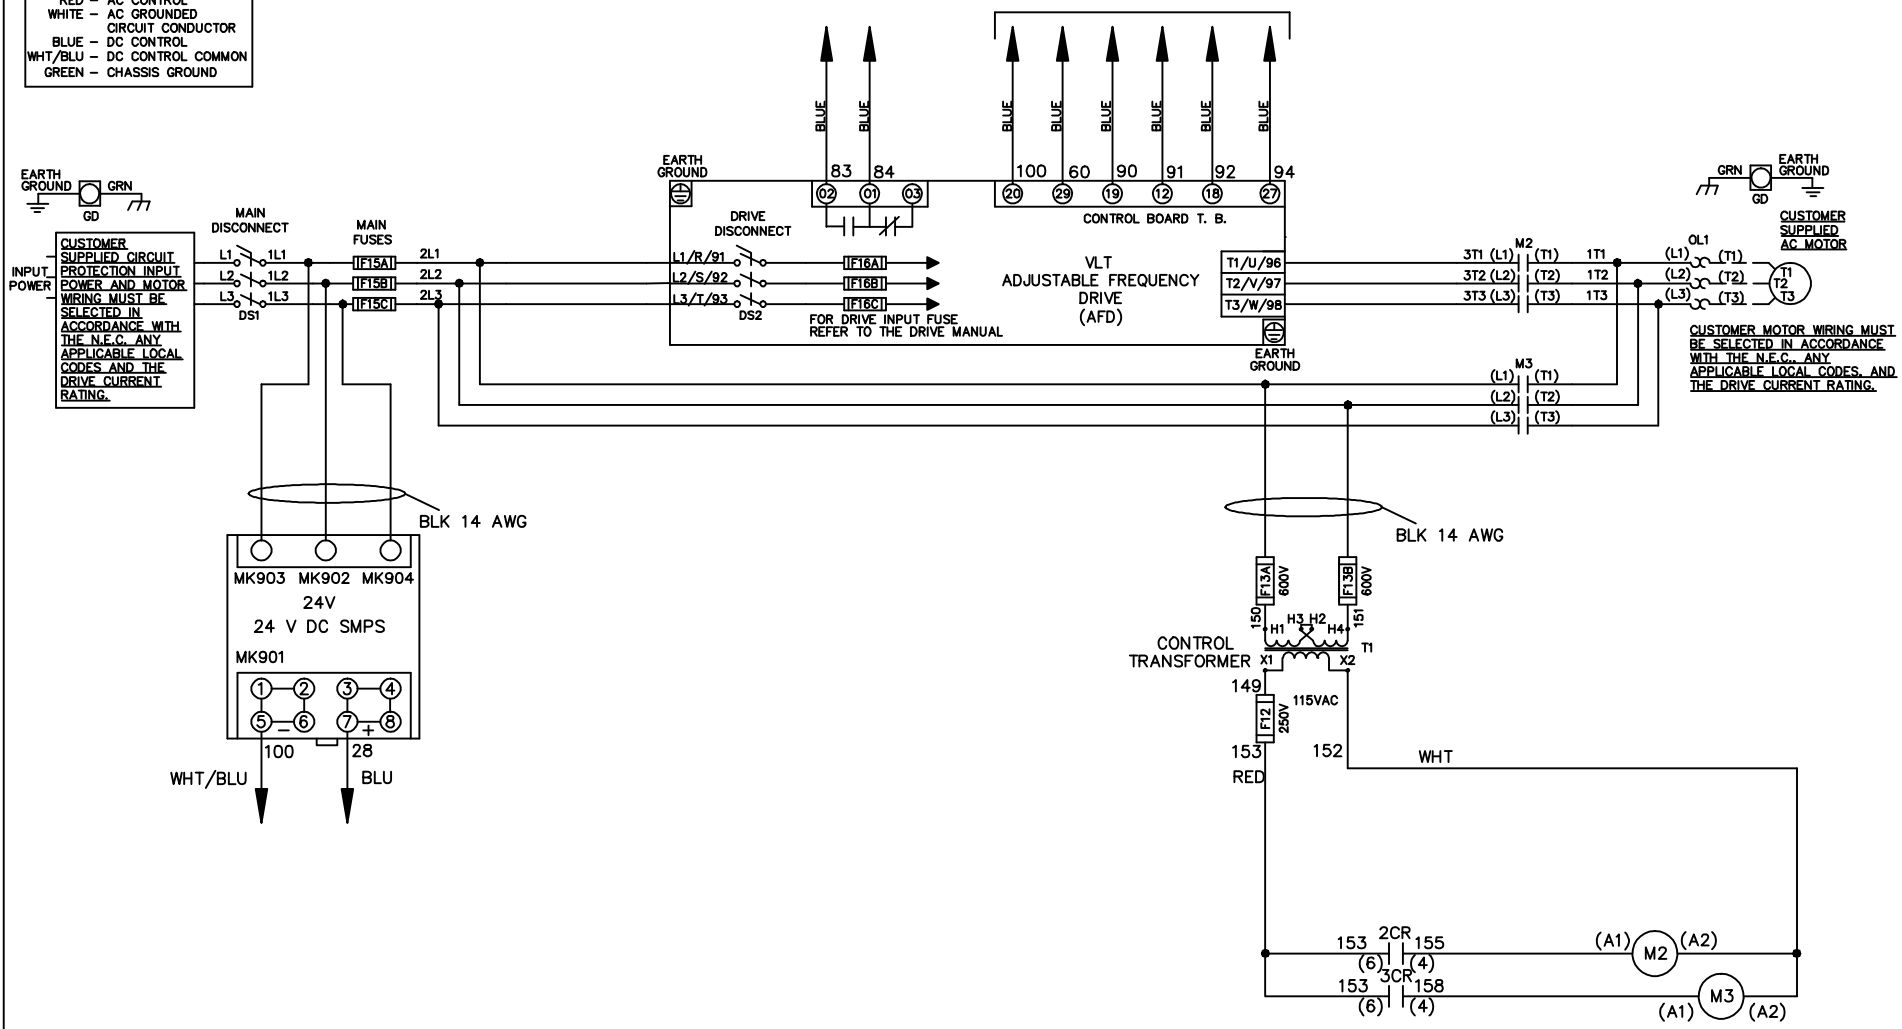 RED – AC CONTROL
WHITE – AC GROUNDED
CIRCUIT CONDUCTOR
BLUE – DC CONTROL
WHT/BLU – DC CONTROL COMMON
GREEN – CHASSIS GROUND
BLUE
BLUE
BLUE
BLUE
BLUE
BLUE
BLUE
BLUE
EARTH
GROUND
GRN
GD
MAIN
DISCONNECT
MAIN
FUSES
INPUT
POWER
CUSTOMER
SUPPLIED CIRCUIT
PROTECTION INPUT
POWER AND MOTOR
WIRING MUST BE
SELECTED IN
ACCORDANCE WITH
THE N.E.C. ANY
APPLICABLE LOCAL
CODES AND THE
DRIVE CURRENT
RATING.
L1 1L1 F15A 2L1
L2 1L2 F15B 2L2
L3 1L3 F15C 2L3
DS1
EARTH
GROUND
83 84
02 01 03
100 60 90 91 92 94
20 29 19 12 18 27
CONTROL BOARD T. B.
DRIVE
DISCONNECT
L1/R/91 F16A
L2/S/92 F16B
L3/T/93 F16C
DS2
FOR DRIVE INPUT FUSE
REFER TO THE DRIVE MANUAL
VLT
ADJUSTABLE FREQUENCY
DRIVE
(AFD)
T1/U/96
T2/V/97
T3/W/98
EARTH
GROUND
M2
3T1 (L1) (T1) 1T1
3T2 (L2) (T2) 1T2
3T3 (L3) (T3) 1T3
GRN
EARTH
GROUND
GD
CUSTOMER
SUPPLIED
AC MOTOR
OL1
(L1) (T1)
(L2) (T2)
(L3) (T3)
T1
T2
T3
CUSTOMER MOTOR WIRING MUST
BE SELECTED IN ACCORDANCE
WITH THE N.E.C., ANY
APPLICABLE LOCAL CODES, AND
THE DRIVE CURRENT RATING.
M3
(L1) (T1)
(L2) (T2)
(L3) (T3)
BLK 14 AWG
MK903 MK902 MK904
24V
24 V DC SMPS
MK901
1 2 3 4
5 6 7 8
– +
100 28
WHT/BLU BLU
BLK 14 AWG
F13A 600V
F13B 600V
150 151
H1 H3 H2 H4
T1
CONTROL
TRANSFORMER
X1 X2
149
115VAC
F12 250V
153 152
RED
WHT
2CR
153 155
(6) (4)
(A1) M2 (A2)
3CR
153 158
(6) (4)
(A1) M3 (A2)